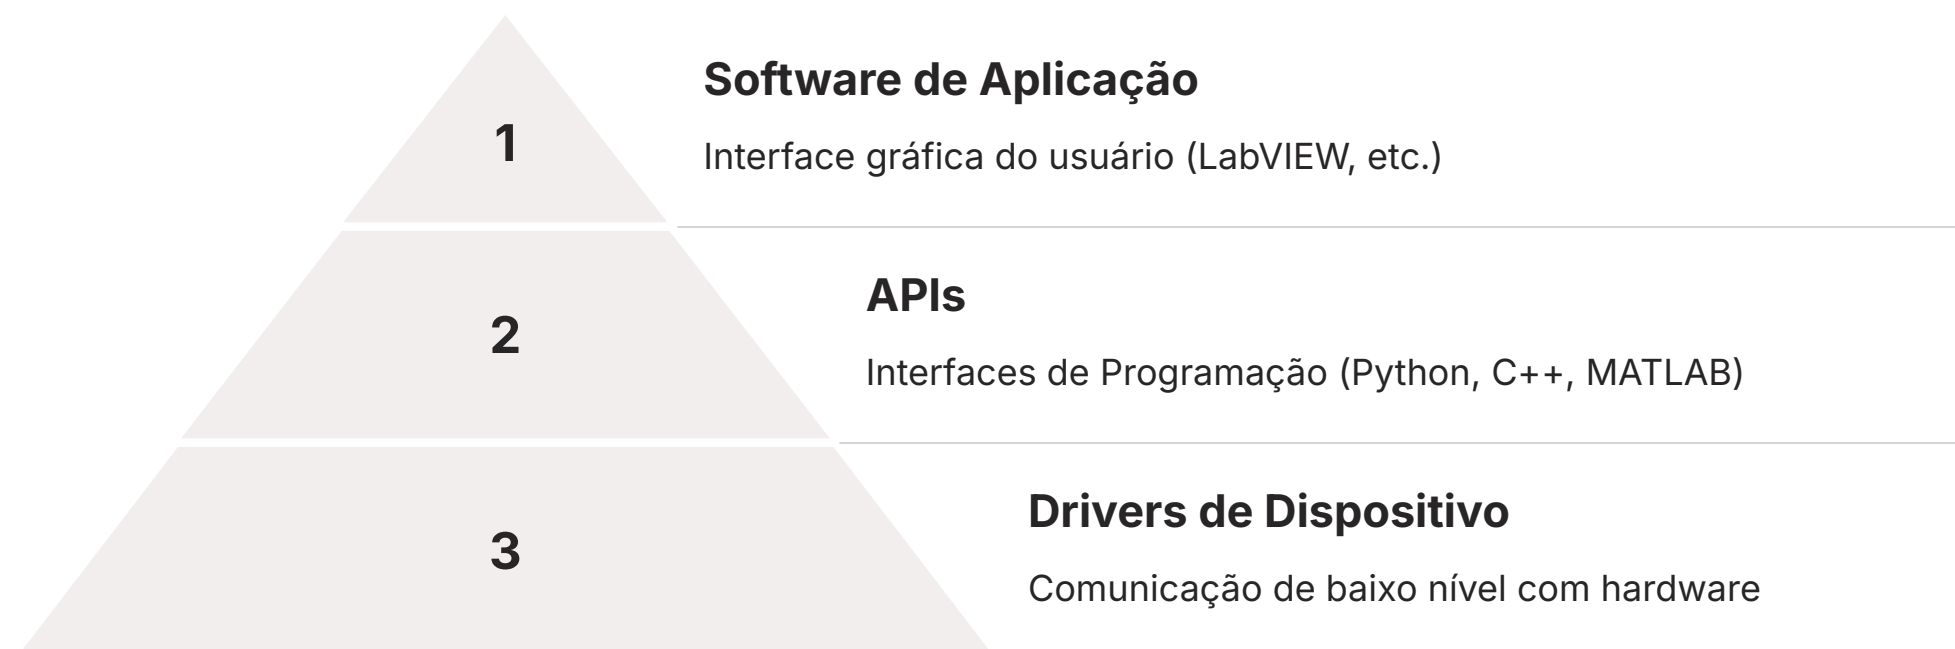 1
Software de Aplicação
Interface gráfica do usuário (LabVIEW, etc.)
2
APIs
Interfaces de Programação (Python, C++, MATLAB)
3
Drivers de Dispositivo
Comunicação de baixo nível com hardware